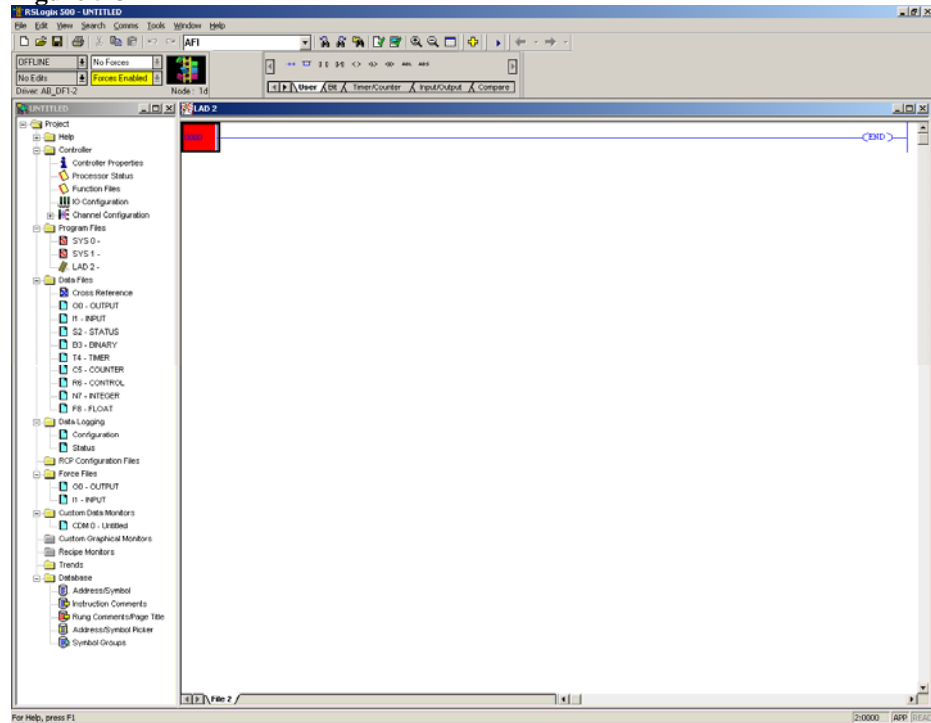 RSLogix 500 - UNTITLED
File Edit View Search Comms Tools Window Help
AFI
OFFLINE No Forces
No Edits Forces Enabled
Driver: AB_DF1-2 Node: 1d
User Bit Timer/Counter Input/Output Compare
UNTITLED
LAD 2
Project
Help
Controller
Controller Properties
Processor Status
Function Files
IO Configuration
Channel Configuration
Program Files
SYS 0 -
SYS 1 -
LAD 2 -
Data Files
Cross Reference
O0 - OUTPUT
I1 - INPUT
S2 - STATUS
B3 - BINARY
T4 - TIMER
C5 - COUNTER
R6 - CONTROL
N7 - INTEGER
F8 - FLOAT
Data Logging
Configuration
Status
RCP Configuration Files
Force Files
O0 - OUTPUT
I1 - INPUT
Custom Data Monitors
CDM 0 - Untitled
Custom Graphical Monitors
Recipe Monitors
Trends
Database
Address/Symbol
Instruction Comments
Rung Comments/Page Title
Address/Symbol Picker
Symbol Groups
0000
END
File 2
For Help, press F1
2:0000 APP READ